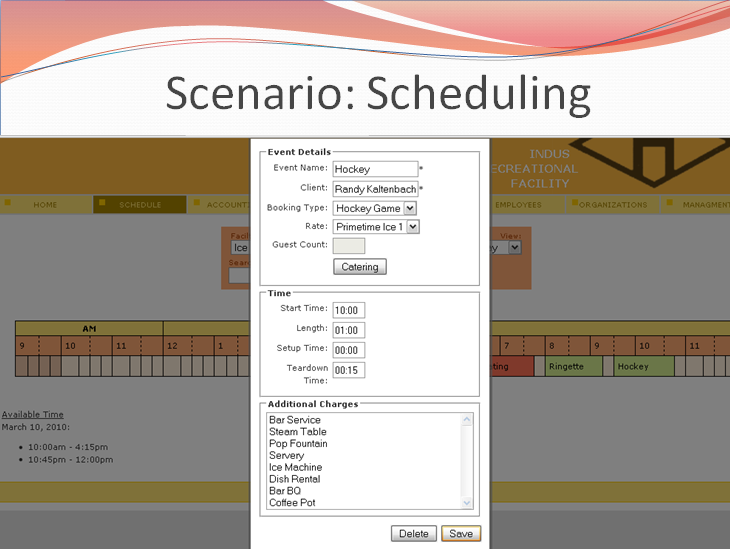 Scenario: Scheduling
INDUS
ECREATIONAL
FACILITY
HOME
SCHEDULE
ACCOUNTI
EMPLOYEES
ORGANIZATIONS
MANAGMENT
Facil
Ice
Sear
View:
y
Event Details
Event Name: Hockey *
Client: Randy Kaltenbach *
Booking Type: Hockey Game
Rate: Primetime Ice 1
Guest Count:
Catering
Time
Start Time: 10:00
Length: 01:00
Setup Time: 00:00
Teardown
Time: 00:15
Additional Charges
Bar Service
Steam Table
Pop Fountain
Servery
Ice Machine
Dish Rental
Bar BQ
Coffee Pot
Delete Save
AM
9 10 11 12 1 7 8 9 10 11
ting Ringette Hockey
Available Time
March 10, 2010:
• 10:00am - 4:15pm
• 10:45pm - 12:00pm